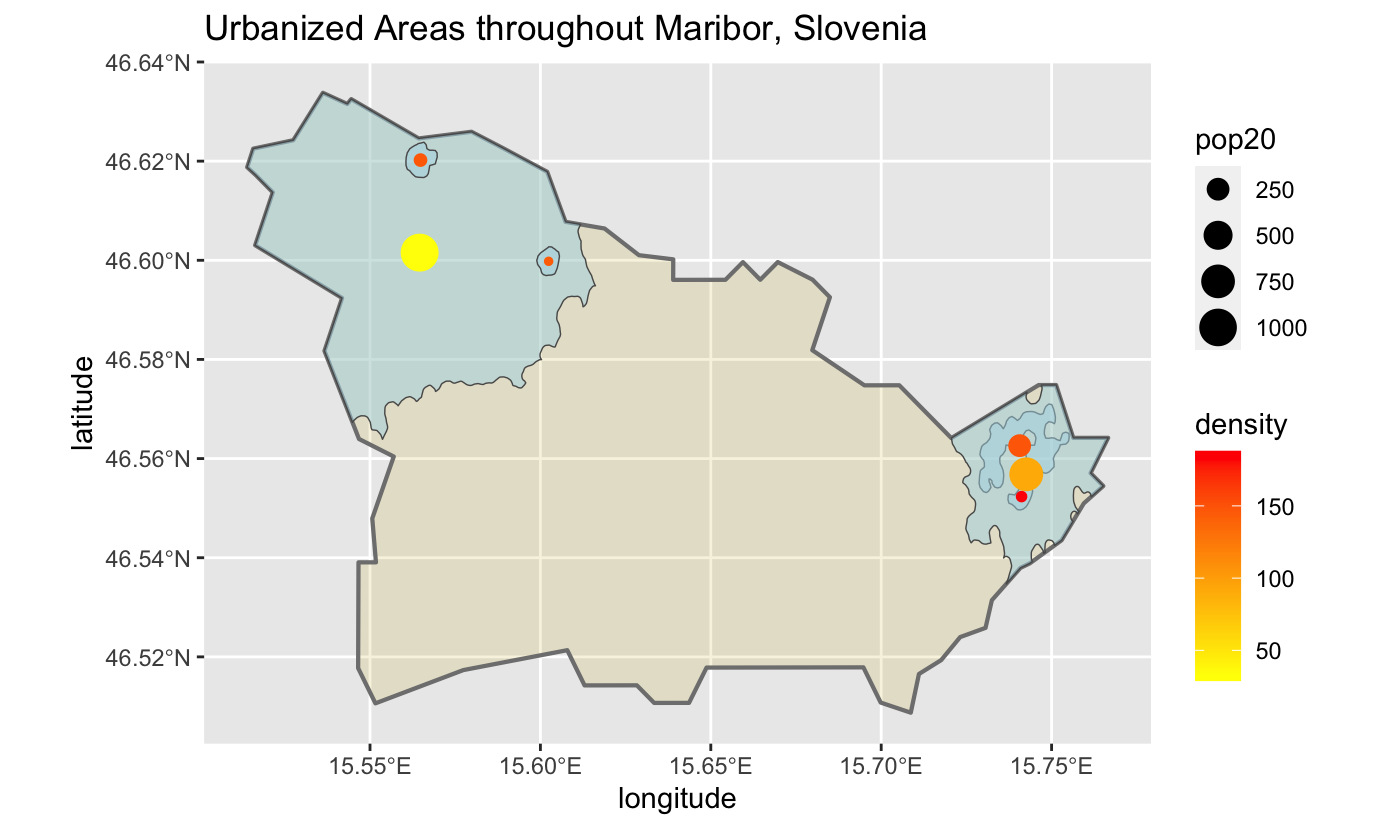 Urbanized Areas throughout Maribor, Slovenia
46.64°N
46.62°N
46.60°N
46.58°N
46.56°N
46.54°N
46.52°N
latitude
15.55°E
15.60°E
15.65°E
15.70°E
15.75°E
longitude
pop20
250
500
750
1000
density
150
100
50